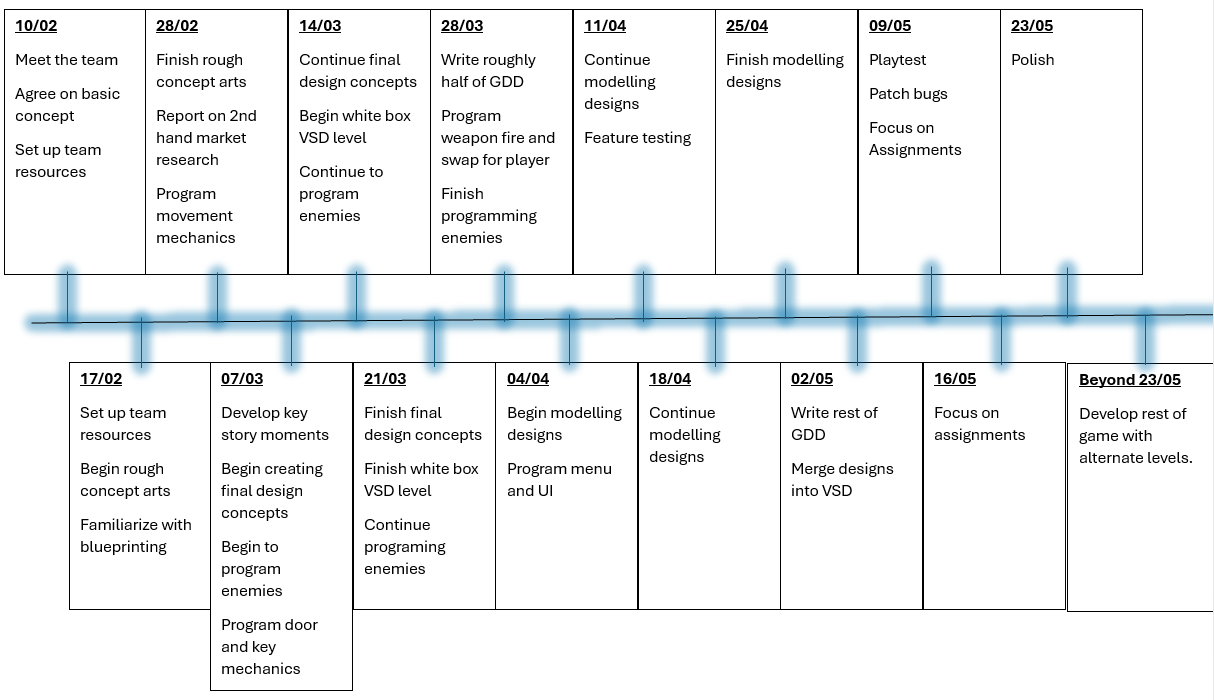 10/02
Meet the team
Agree on basic
concept
Set up team
resources
28/02
Finish rough
concept arts
Report on 2nd
hand market
research
Program
movement
mechanics
14/03
Continue final
design concepts
Begin white box
VSD level
Continue to
program
enemies
28/03
Write roughly
half of GDD
Program
weapon fire and
swap for player
Finish
programming
enemies
11/04
Continue
modelling
designs
Feature testing
25/04
Finish modelling
designs
09/05
Playtest
Patch bugs
Focus on
Assignments
23/05
Polish
17/02
Set up team
resources
Begin rough
concept arts
Familiarize with
blueprinting
07/03
Develop key
story moments
Begin creating
final design
concepts
Begin to
program
enemies
Program door
and key
mechanics
21/03
Finish final
design concepts
Finish white box
VSD level
Continue
programing
enemies
04/04
Begin modelling
designs
Program menu
and UI
18/04
Continue
modelling
designs
02/05
Write rest of
GDD
Merge designs
into VSD
16/05
Focus on
assignments
Beyond 23/05
Develop rest of
game with
alternate levels.